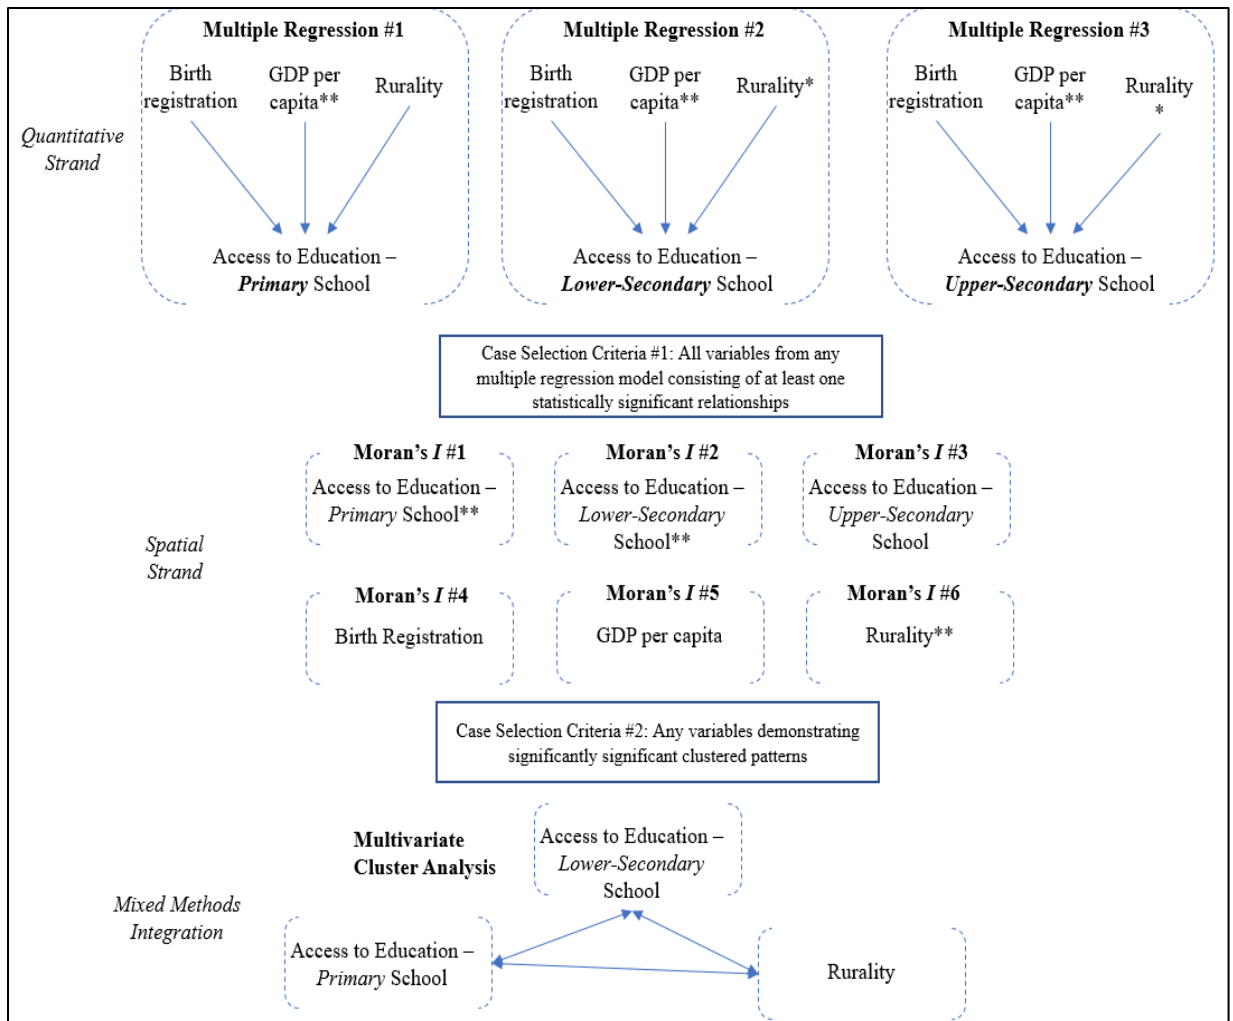 Multiple Regression #1
Birth
registration
GDP per
capita**
Rurality
Access to Education –
Primary School
Multiple Regression #2
Birth
registration
GDP per
capita**
Rurality*
Access to Education –
Lower-Secondary School
Multiple Regression #3
Birth
registration
GDP per
capita**
Rurality
*
Access to Education –
Upper-Secondary School
Quantitative
Strand
Case Selection Criteria #1: All variables from any
multiple regression model consisting of at least one
statistically significant relationships
Moran’s I #1
Access to Education –
Primary School**
Moran’s I #2
Access to Education –
Lower-Secondary
School**
Moran’s I #3
Access to Education –
Upper-Secondary
School
Spatial
Strand
Moran’s I #4
Birth Registration
Moran’s I #5
GDP per capita
Moran’s I #6
Rurality**
Case Selection Criteria #2: Any variables demonstrating
significantly significant clustered patterns
Multivariate
Cluster Analysis
Access to Education –
Lower-Secondary
School
Mixed Methods
Integration
Access to Education –
Primary School
Rurality